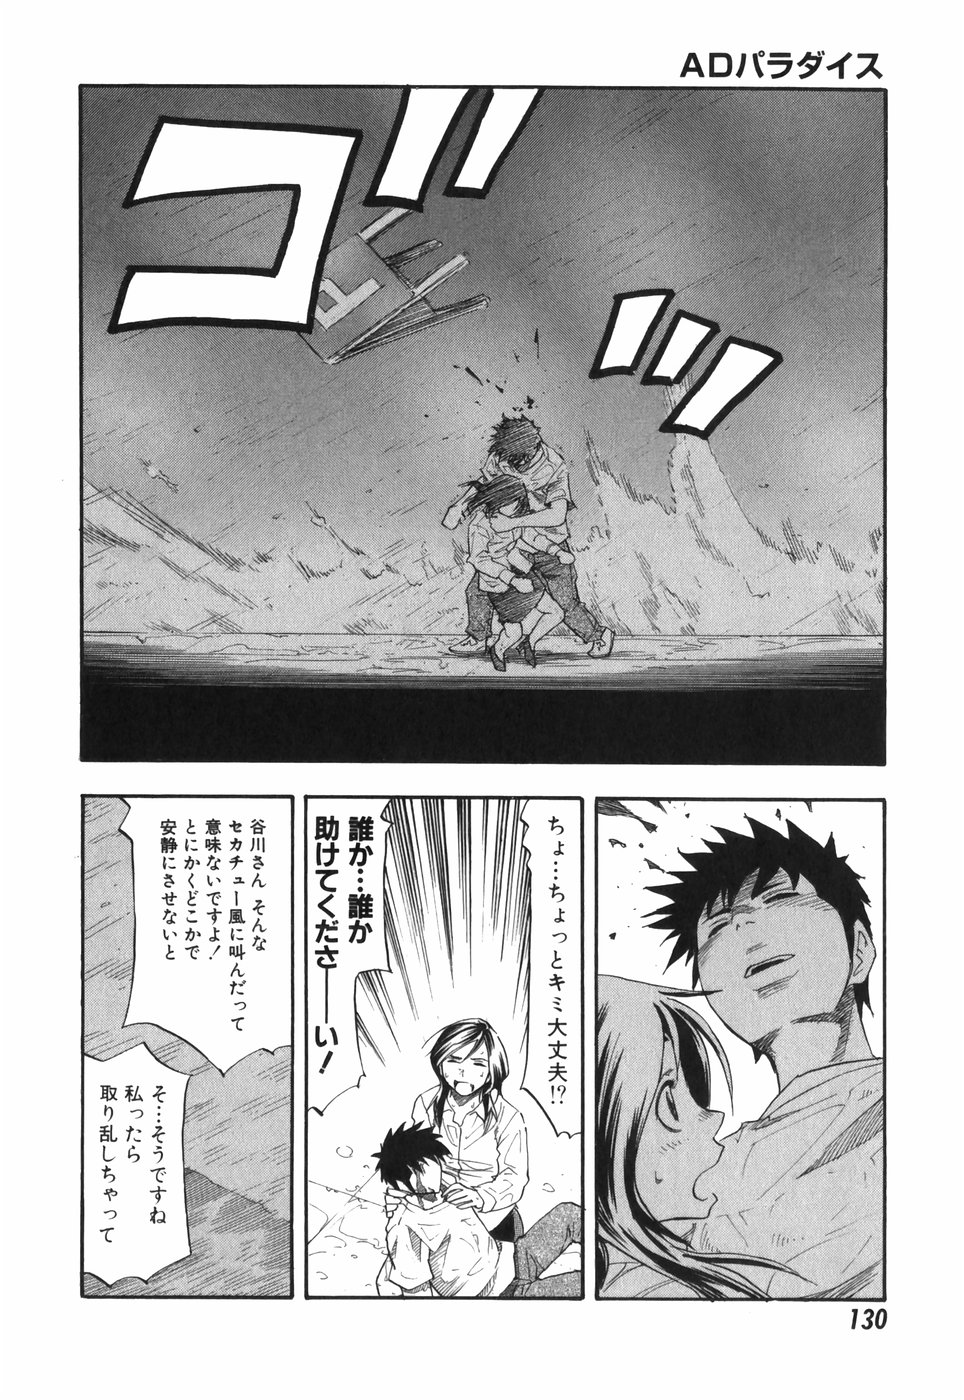 ADパラダイス
ゴッ
P
ちょ…ちょっとキミ大丈夫!?
誰か…誰か
助けてくださ――い!
谷川さん そんな
セカチュー風に叫んだって
意味ないですよ!
とにかくどこかで
安静にさせないと
そ…そうですね
私ったら
取り乱しちゃって
130